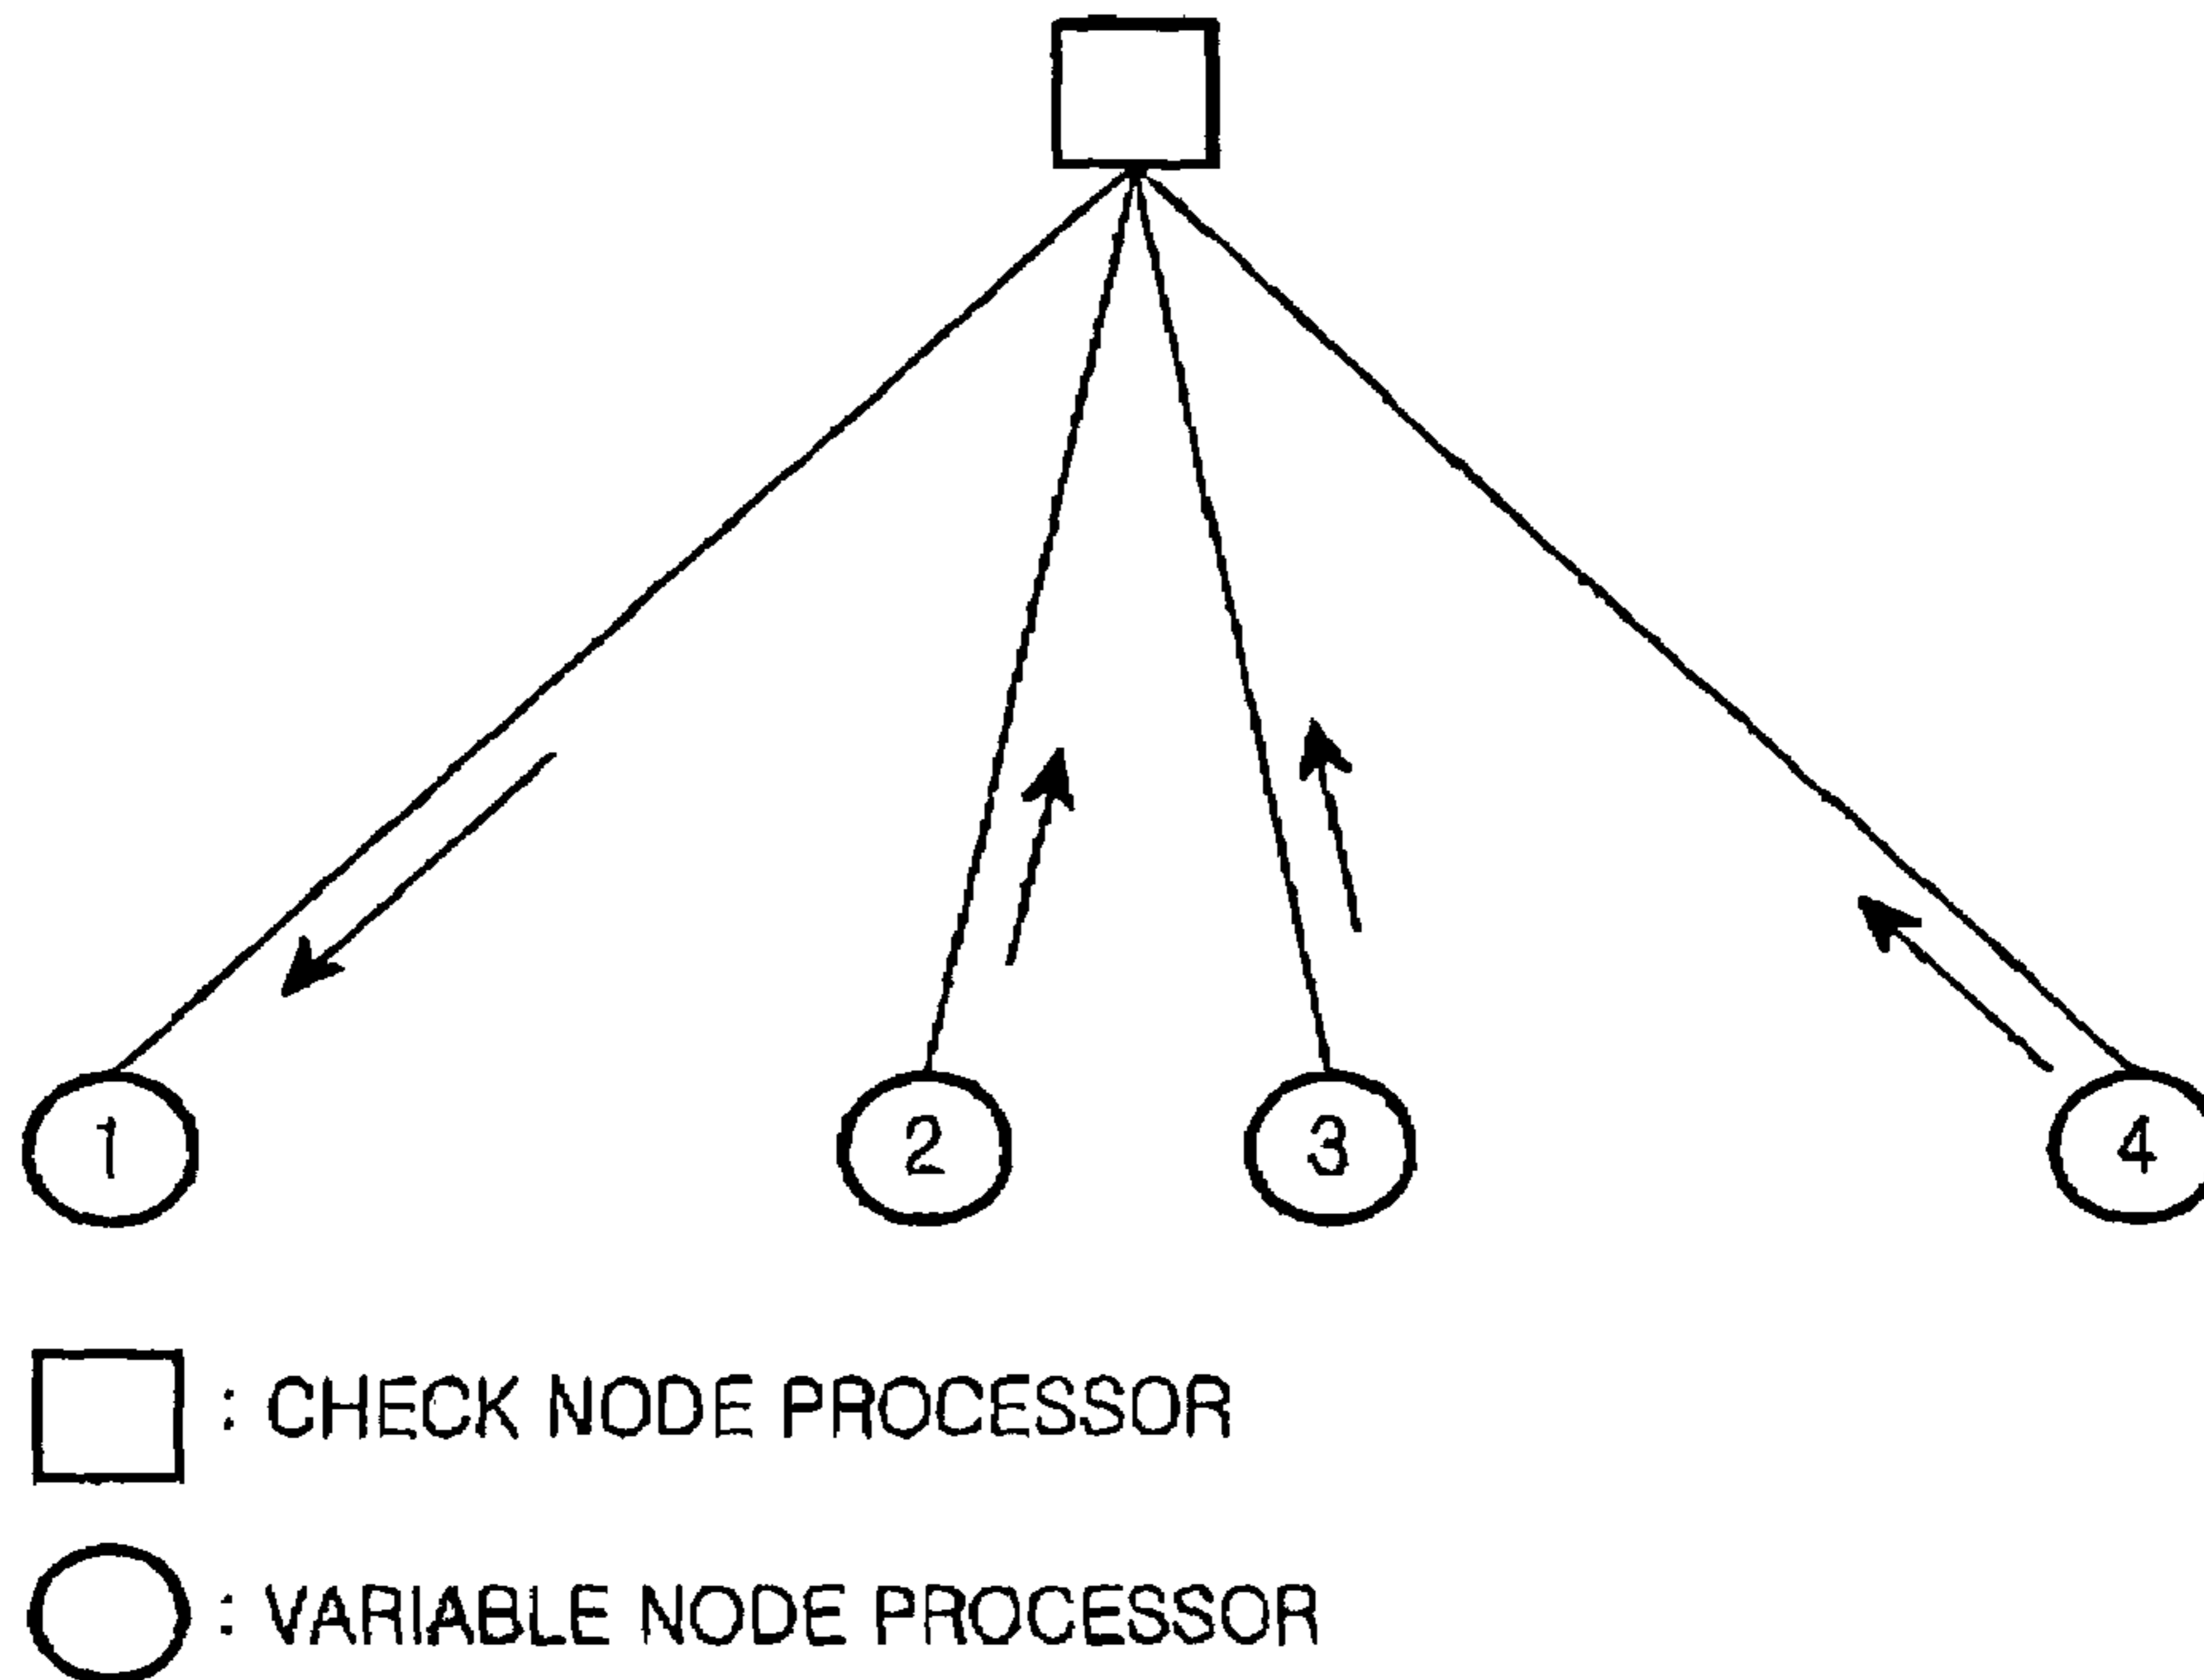 1 2 3 4
: CHECK NODE PROCESSOR
: VARIABLE NODE PROCESSOR